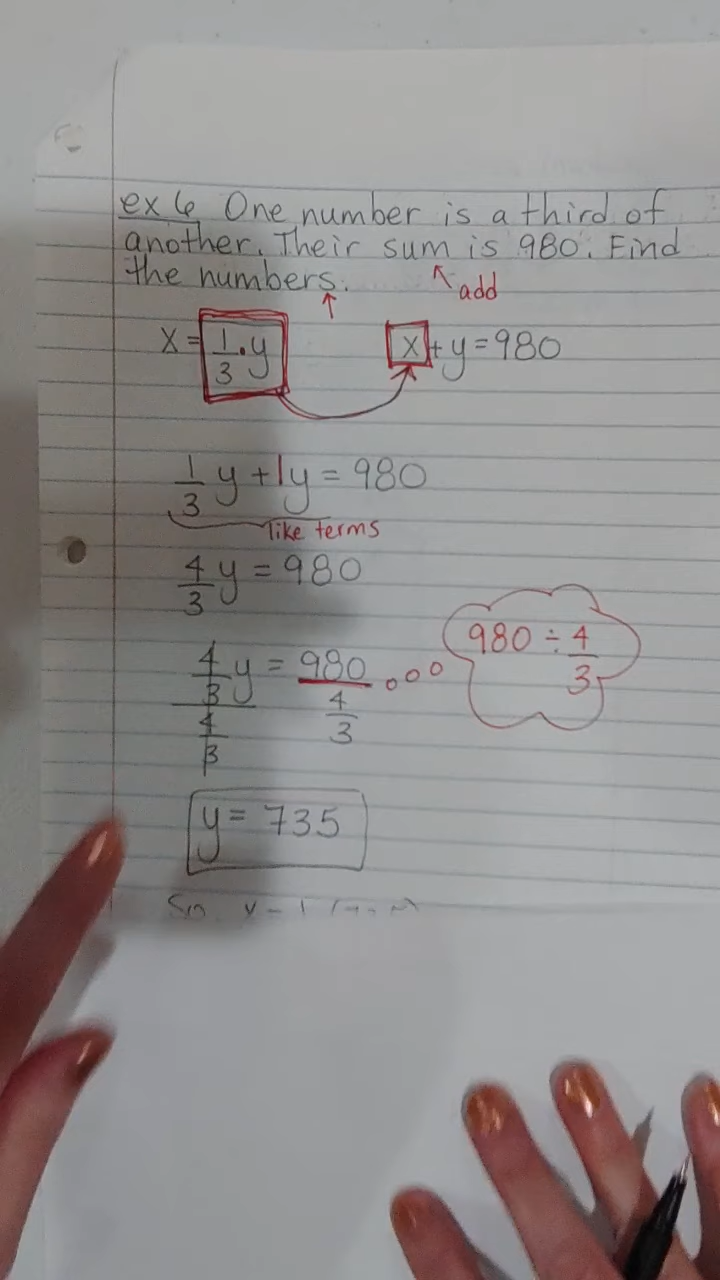 ex 6 One number is a third of
another. Their sum is 980. Find
the numbers.
add
x = 1/3 · y
x + y = 980
1/3 y + 1y = 980
like terms
4/3 y = 980
4/3 y / 4/3 = 980 / 4/3
980 ÷ 4/3
y = 735